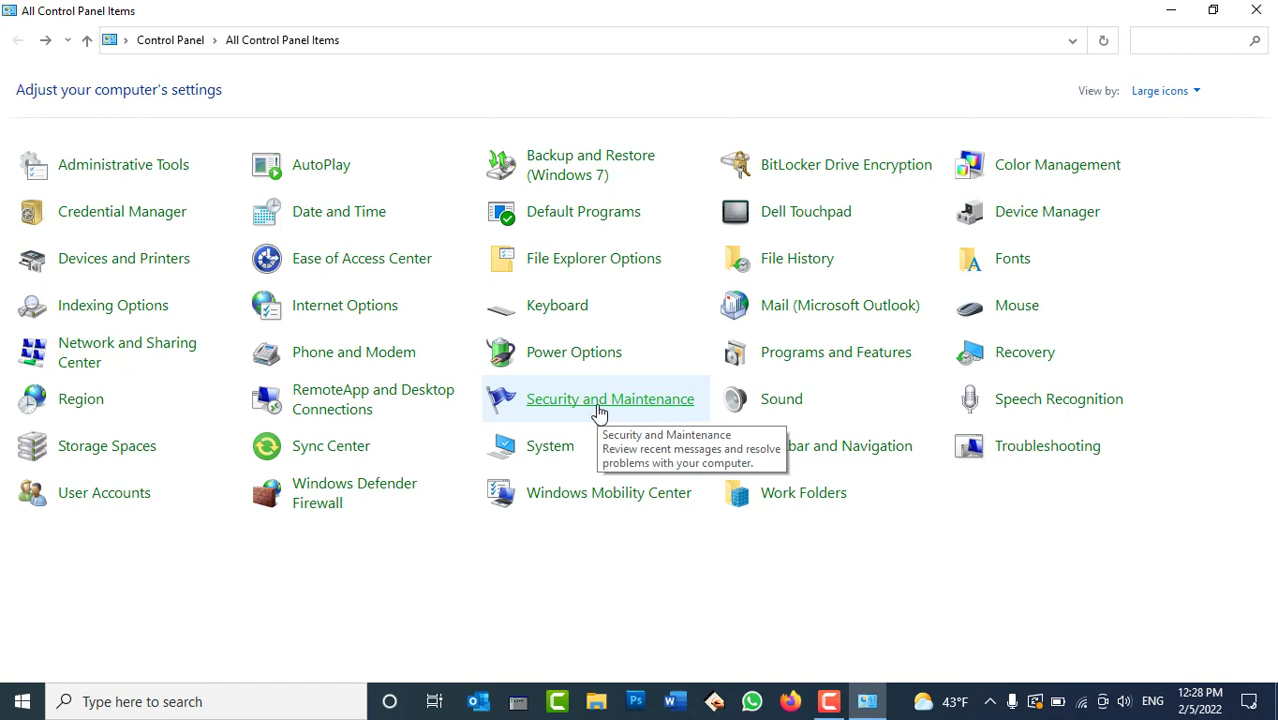 All Control Panel Items
Control Panel
All Control Panel Items
Adjust your computer's settings
View by:
Large icons
Administrative Tools
AutoPlay
Backup and Restore
(Windows 7)
BitLocker Drive Encryption
Color Management
Credential Manager
Date and Time
Default Programs
Dell Touchpad
Device Manager
Devices and Printers
Ease of Access Center
File Explorer Options
File History
Fonts
Indexing Options
Internet Options
Keyboard
Mail (Microsoft Outlook)
Mouse
Network and Sharing
Center
Phone and Modem
Power Options
Programs and Features
Recovery
Region
RemoteApp and Desktop
Connections
Security and Maintenance
Sound
Speech Recognition
Storage Spaces
Sync Center
System
Security and Maintenance
Review recent messages and resolve
problems with your computer.
bar and Navigation
Troubleshooting
User Accounts
Windows Defender
Firewall
Windows Mobility Center
Work Folders
Type here to search
Ps
43°F
ENG
12:28 PM
2/5/2022